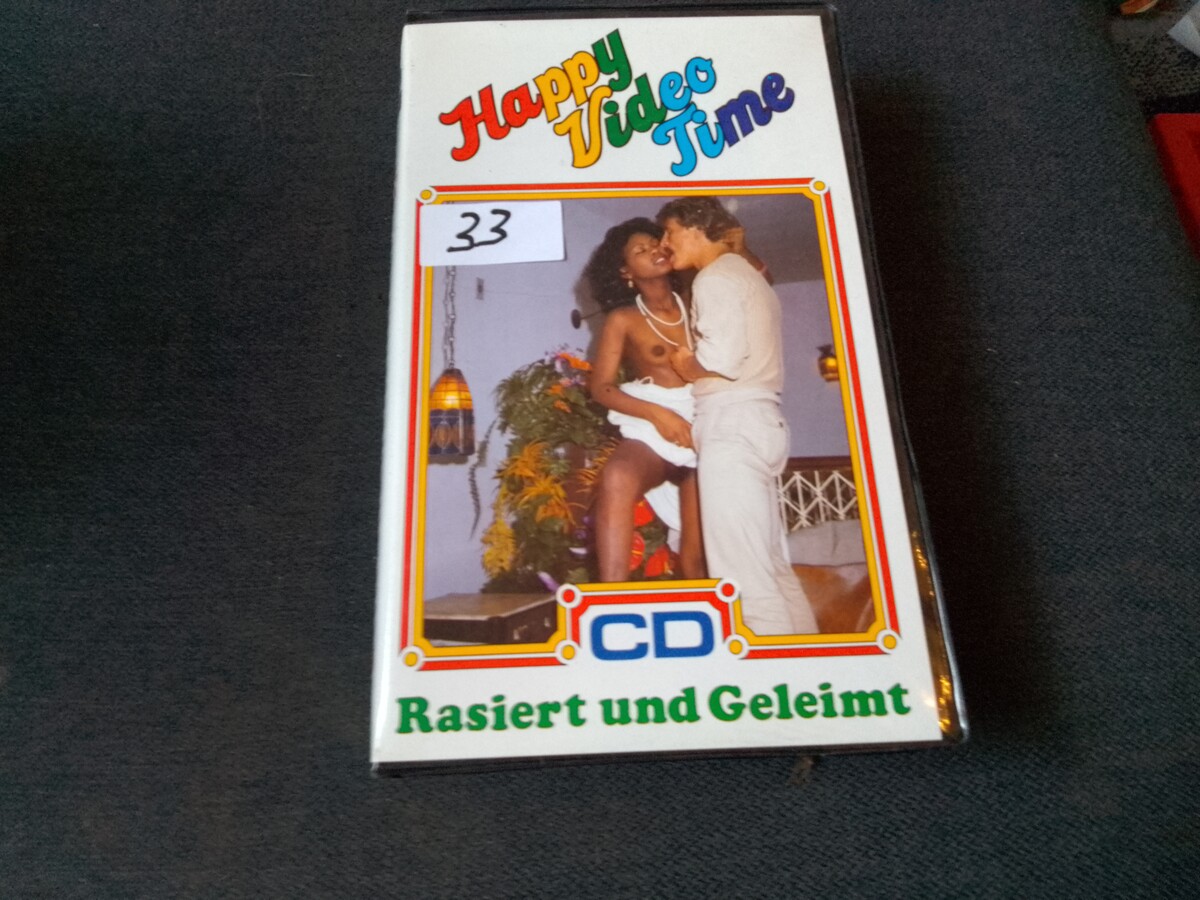 Happy
Video
Time
33
CD
Rasiert und Geleimt